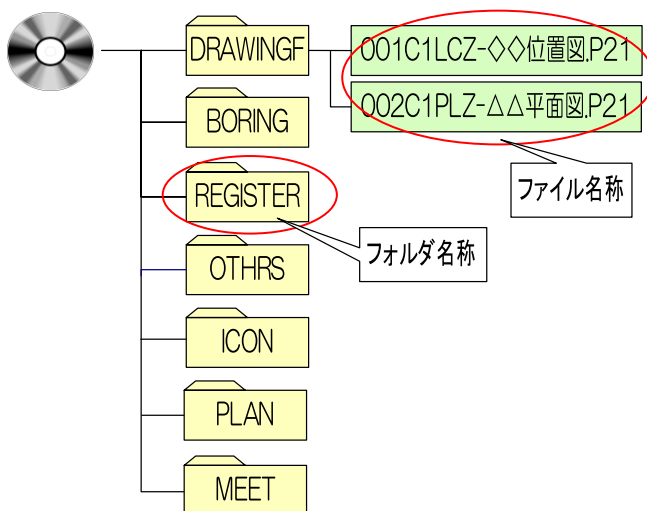 DRAWINGF
001C1LCZ-◇◇位置図.P21
002C1PLZ-△△平面図.P21
BORING
ファイル名称
REGISTER
フォルダ名称
OTHRS
ICON
PLAN
MEET